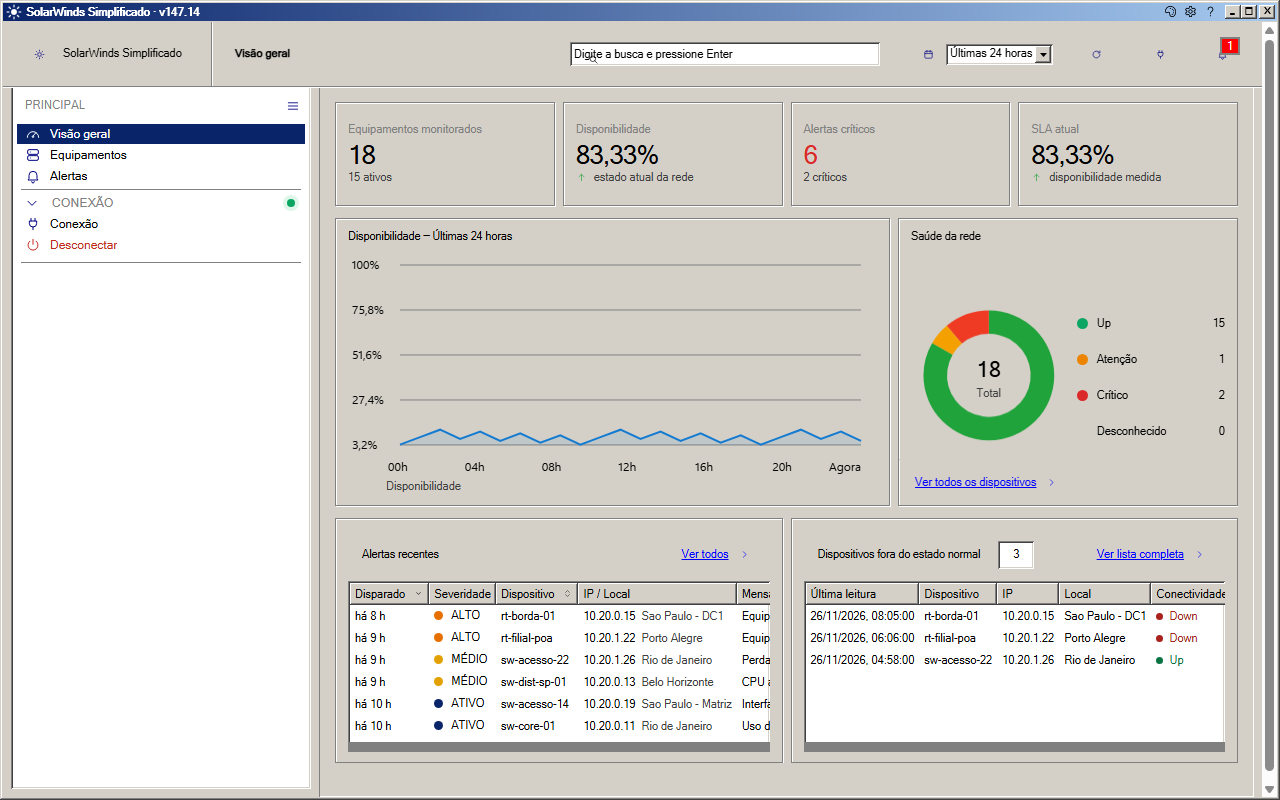 SolarWinds Simplificado - v147.14
SolarWinds Simplificado
Visão geral
Digite a busca e pressione Enter
Últimas 24 horas
1
PRINCIPAL
Visão geral
Equipamentos
Alertas
CONEXÃO
Conexão
Desconectar
Equipamentos monitorados
18
15 ativos
Disponibilidade
83,33%
↑ estado atual da rede
Alertas críticos
6
2 críticos
SLA atual
83,33%
↑ disponibilidade medida
Disponibilidade — Últimas 24 horas
100%
75,8%
51,6%
27,4%
3,2%
00h 04h 08h 12h 16h 20h Agora
Disponibilidade
Saúde da rede
18
Total
Up 15
Atenção 1
Crítico 2
Desconhecido 0
Ver todos os dispositivos
Alertas recentes
Ver todos
Disparado Severidade Dispositivo IP / Local Mensa
há 8 h ALTO rt-borda-01 10.20.0.15 Sao Paulo - DC1 Equip
há 9 h ALTO rt-filial-poa 10.20.1.22 Porto Alegre Equip
há 9 h MÉDIO sw-acesso-22 10.20.1.26 Rio de Janeiro Perda
há 9 h MÉDIO sw-dist-sp-01 10.20.0.13 Belo Horizonte CPU a
há 10 h ATIVO sw-acesso-14 10.20.0.19 Sao Paulo - Matriz Interfa
há 10 h ATIVO sw-core-01 10.20.0.11 Rio de Janeiro Uso d
Dispositivos fora do estado normal
3
Ver lista completa
Última leitura Dispositivo IP Local Conectividade
26/11/2026, 08:05:00 rt-borda-01 10.20.0.15 Sao Paulo - DC1 Down
26/11/2026, 06:06:00 rt-filial-poa 10.20.1.22 Porto Alegre Down
26/11/2026, 04:58:00 sw-acesso-22 10.20.1.26 Rio de Janeiro Up